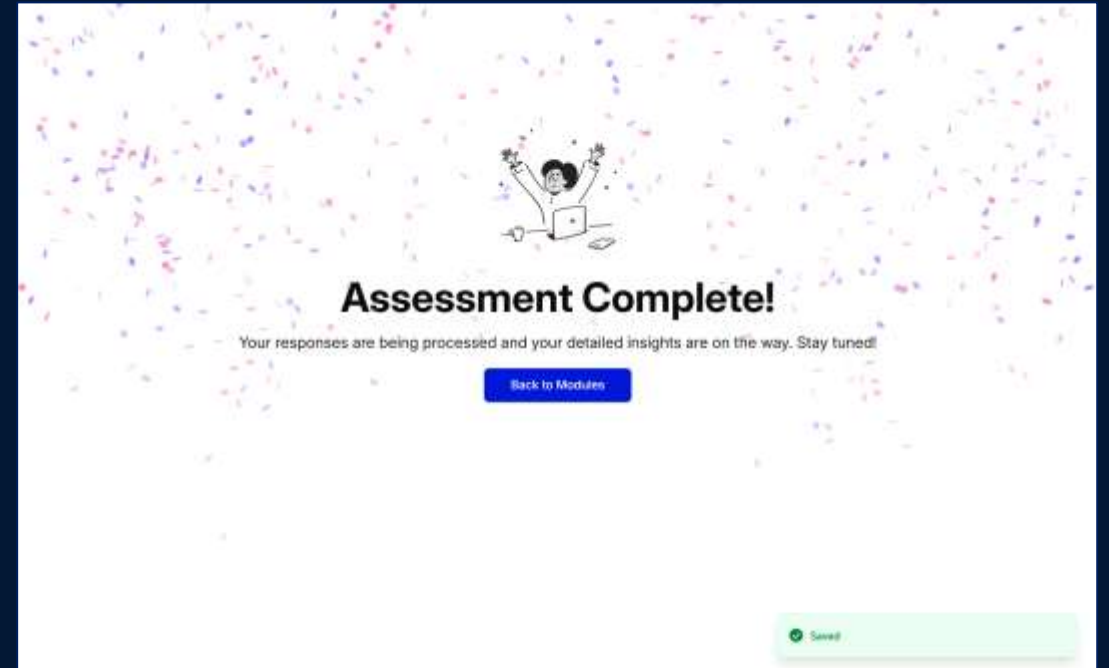 Assessment Complete!
Your responses are being processed and your detailed insights are on the way. Stay tuned!
Back to Modules
Saved